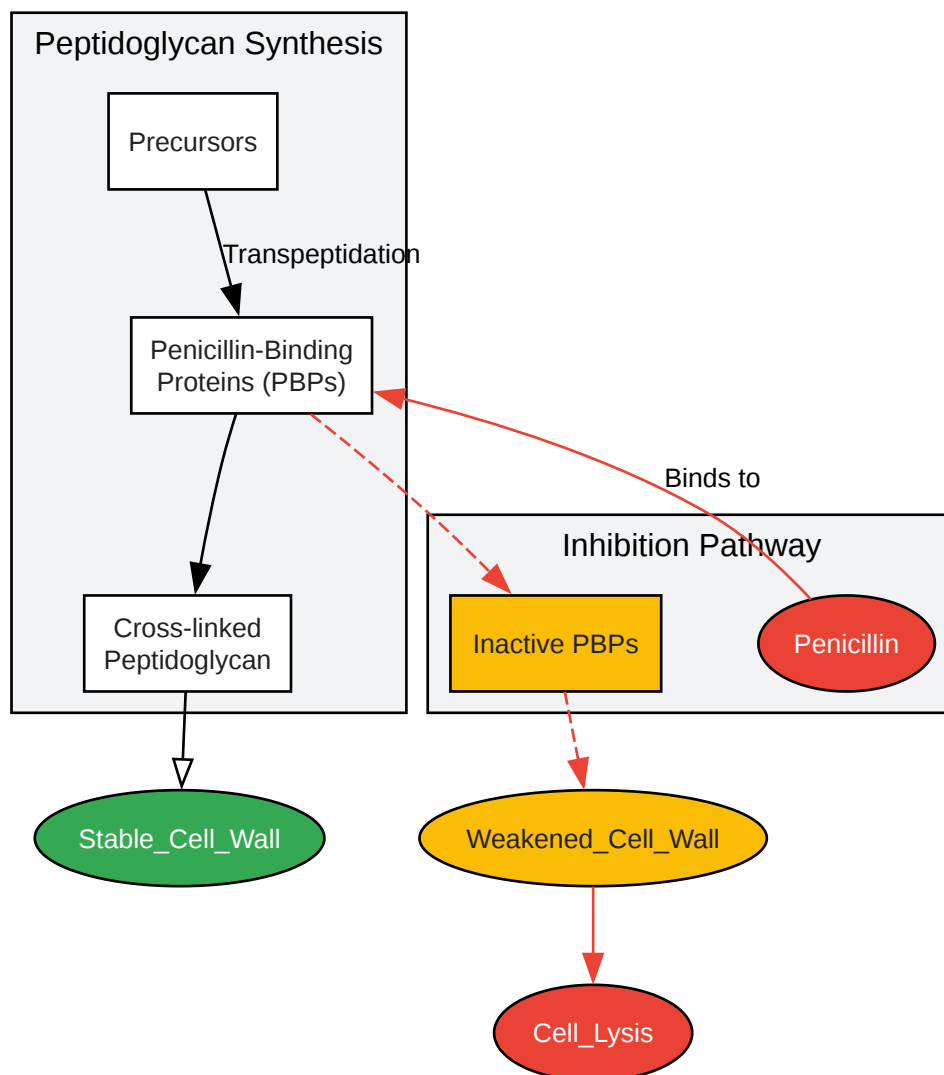 Peptidoglycan Synthesis
Precursors
Transpeptidation
Penicillin-Binding
Proteins (PBPs)
Binds to
Inhibition Pathway
Cross-linked
Peptidoglycan
Inactive PBPs
Penicillin
Stable_Cell_Wall
Weakened_Cell_Wall
Cell_Lysis